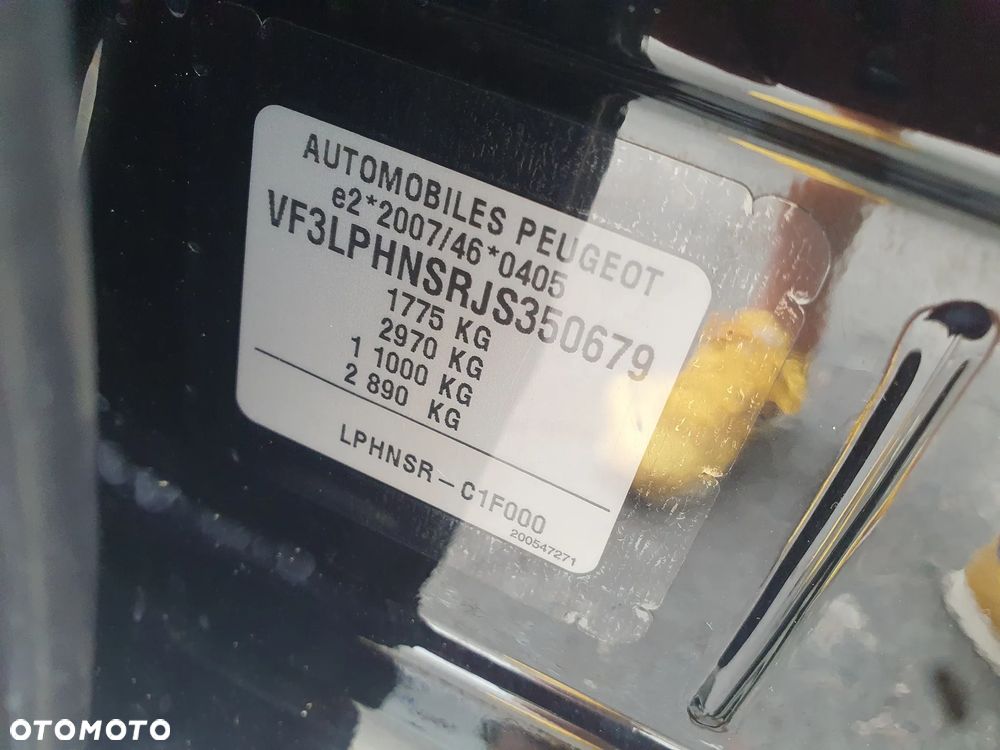 AUTOMOBILES PEUGEOT
e2*2007/46*0405
VF3LPHNSRJS350679
1775 KG
2970 KG
1 1000 KG
2 890 KG
LPHNSR-C1F000
200547271
OTOMOTO